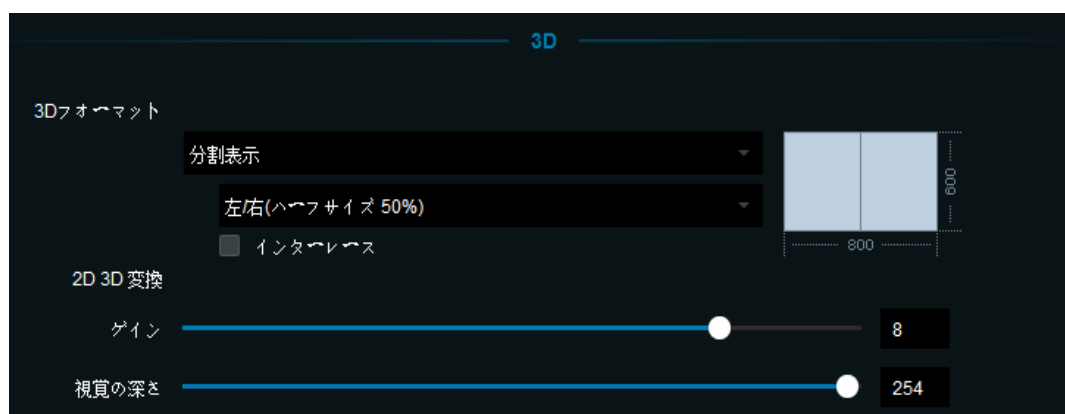 3D
3Dフォーマット
分割表示
左/右(ハーフサイズ 50%)
インターレース
600
800
2D 3D 変換
ゲイン
8
視覚の深さ
254